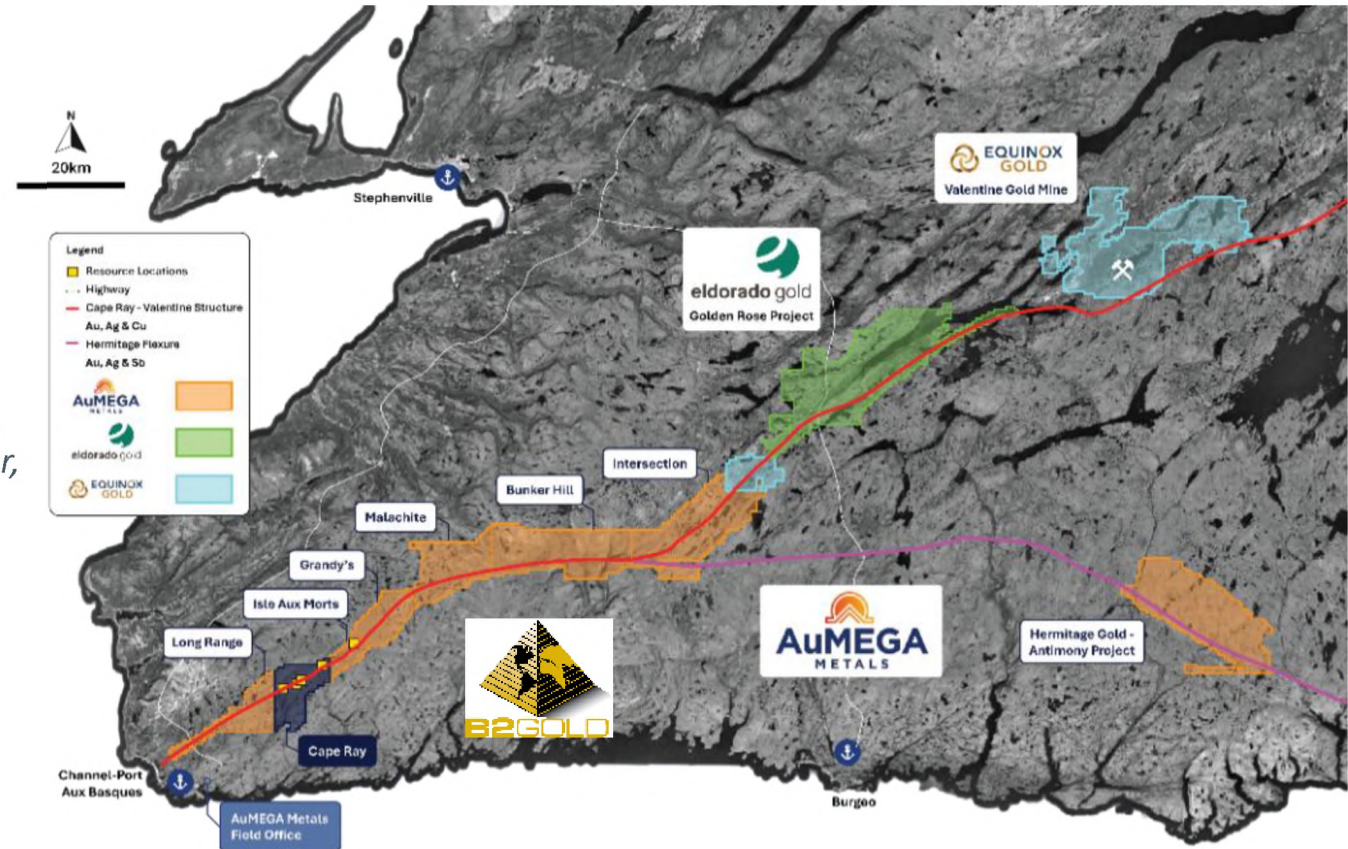 N
20km
Stephenville
EQUINOX
GOLD
Valentine Gold Mine
eldorado gold
Golden Rose Project
Legend
Resource Locations
Highway
Cape Ray - Valentine Structure
Au, Ag & Cu
Hermitage Flexure
Au, Ag & Sb
AuMEGA
METALS
eldorado gold
EQUINOX
GOLD
r,
Intersection
Bunker Hill
Malachite
Grandy's
Isle Aux Morts
Long Range
Cape Ray
B2GOLD
AuMEGA
METALS
Hermitage Gold -
Antimony Project
Channel-Port
Aux Basques
Burgeo
AuMEGA Metals
Field Office